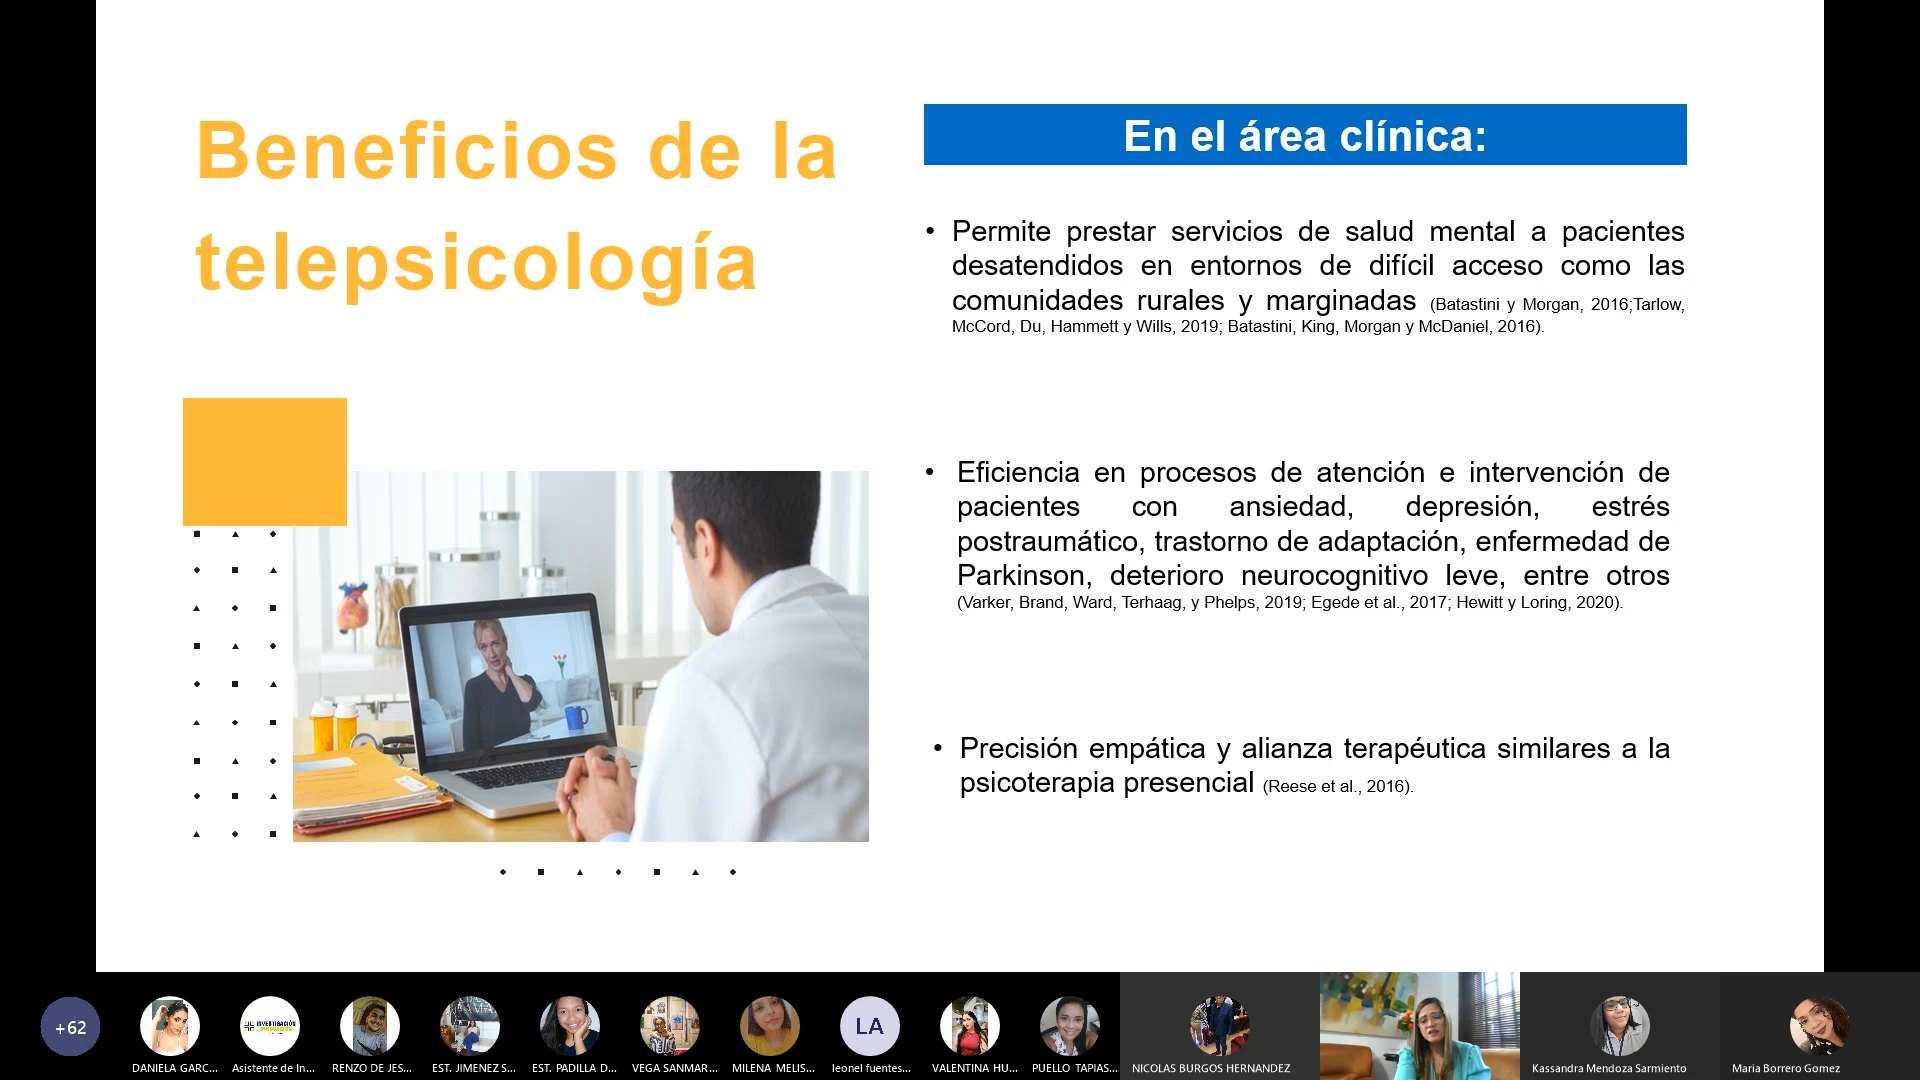 Beneficios de la
telepsicología
En el área clínica:
• Permite prestar servicios de salud mental a pacientes
desatendidos en entornos de difícil acceso como las
comunidades rurales y marginadas (Batastini y Morgan, 2016;Tarlow,
McCord, Du, Hammett y Wills, 2019; Batastini, King, Morgan y McDaniel, 2016).
• Eficiencia en procesos de atención e intervención de
pacientes con ansiedad, depresión, estrés
postraumático, trastorno de adaptación, enfermedad de
Parkinson, deterioro neurocognitivo leve, entre otros
(Varker, Brand, Ward, Terhaag, y Phelps, 2019; Egede et al., 2017; Hewitt y Loring, 2020).
• Precisión empática y alianza terapéutica similares a la
psicoterapia presencial (Reese et al., 2016).
+62
INVESTIGACIÓN
LA
DANIELA GARC...
Asistente de In...
RENZO DE JES...
EST. JIMENEZ S...
EST. PADILLA D...
VEGA SANMAR...
MILENA MELIS...
leonel fuentes...
VALENTINA HU...
PUELLO TAPIAS...
NICOLAS BURGOS HERNANDEZ
Kassandra Mendoza Sarmiento
Maria Borrero Gomez